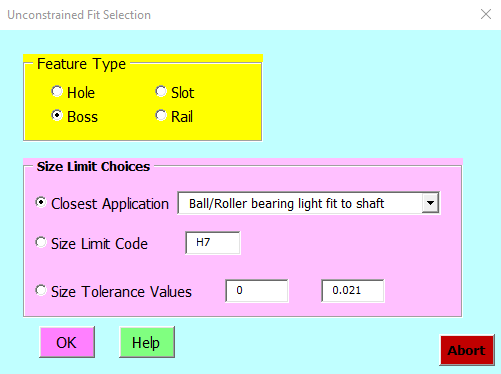 Unconstrained Fit Selection
Feature Type
Hole Slot
Boss Rail
Size Limit Choices
Closest Application Ball/Roller bearing light fit to shaft
Size Limit Code H7
Size Tolerance Values 0 0.021
OK Help Abort